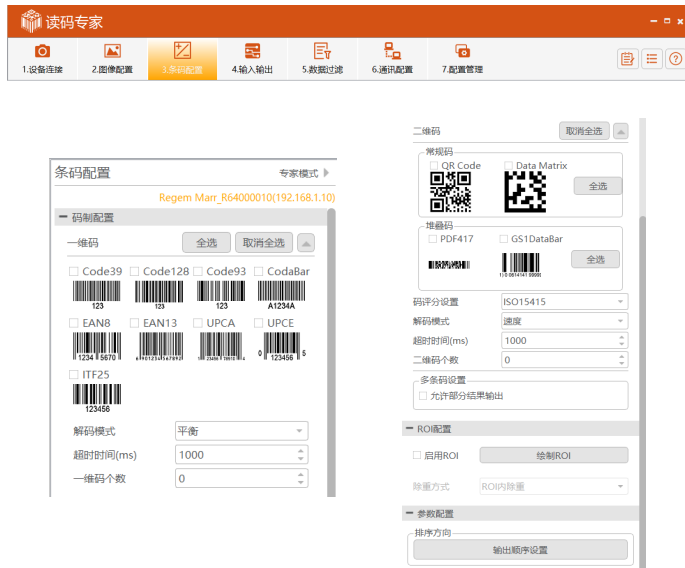 读码专家
1.设备连接 2.图像配置 3.条码配置 4.输入输出 5.数据过滤 6.通讯配置 7.配置管理
条码配置 专家模式
Regem Marr_R64000010(192.168.1.10)
码制配置
一维码 全选 取消全选
Code39 Code128 Code93 CodaBar
123 123 123 A1234A
EAN8 EAN13 UPCA UPCE
1234 5670 0 123456 5
ITF25
123456
解码模式 平衡
超时时间(ms) 1000
一维码个数 0
二维码 取消全选
常规码
QR Code Data Matrix
全选
堆叠码
PDF417 GS1DataBar
全选
码评分设置 ISO15415
解码模式 速度
超时时间(ms) 1000
二维码个数 0
多条码设置
允许部分结果输出
ROI配置
启用ROI 绘制ROI
除重方式 ROI内除重
参数配置
排序方向
输出顺序设置